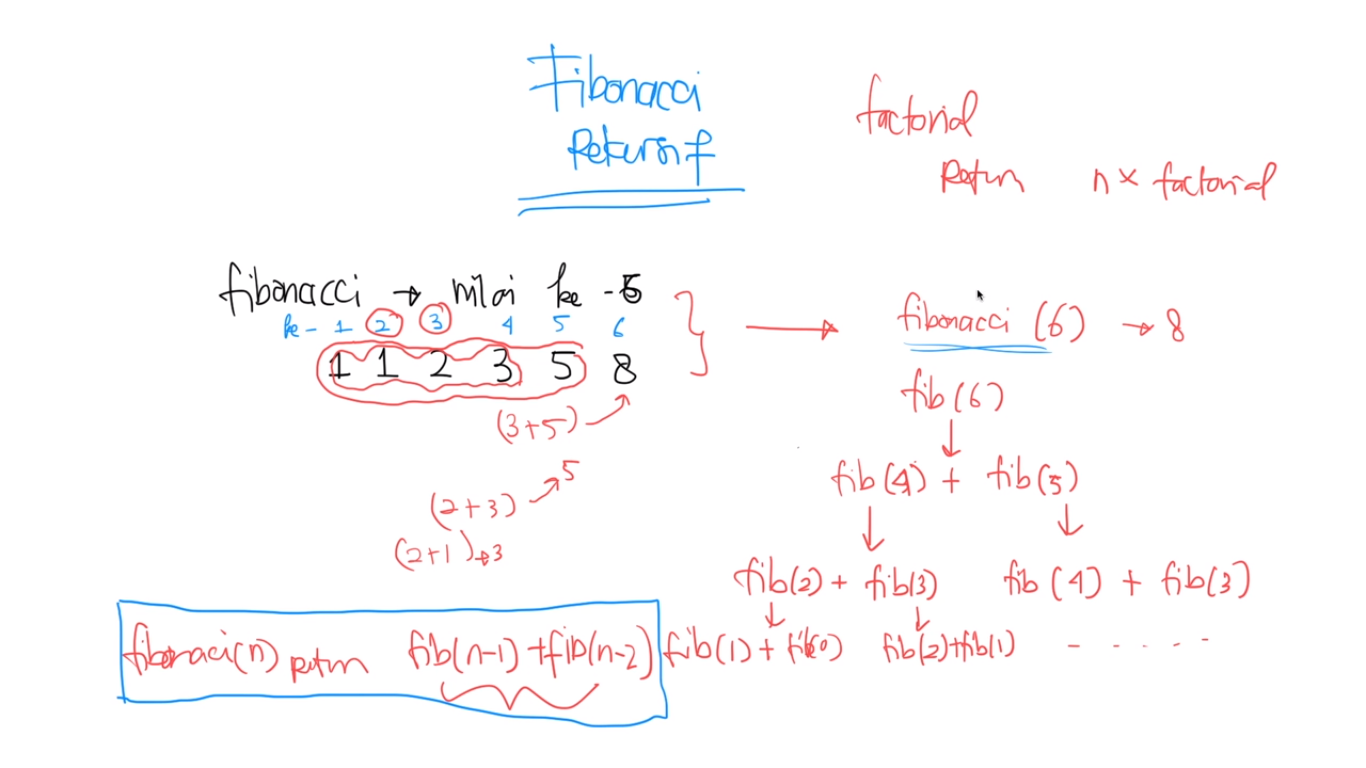 Fibonacci
Rekursif
factorial
Return n × factorial
fibonacci → nilai ke - 6
ke - 1 2 3 4 5 6
1 1 2 3 5 8
(3+5)
5
(2+3)
(2+1) → 3
fibonaci(n) return fib(n-1) + fib(n-2)
fibonacci (6) → 8
fib(6)
fib(4) + fib(5)
fib(2) + fib(3) fib(4) + fib(3)
fib(1) + fib(0) fib(2)+fib(1) - . . . . -